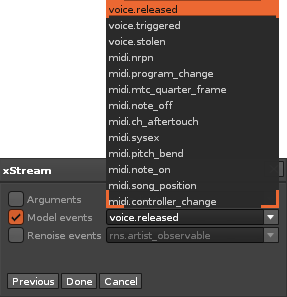 voice.released
voice.triggered
voice.stolen
midi.nrpn
midi.program_change
midi.mtc_quarter_frame
midi.note_off
midi.ch_aftertouch
midi.sysex
midi.pitch_bend
midi.note_on
midi.song_position
midi.controller_change
xStream
Arguments
Model events voice.released
Renoise events rns.artist_observable
Previous Done Cancel